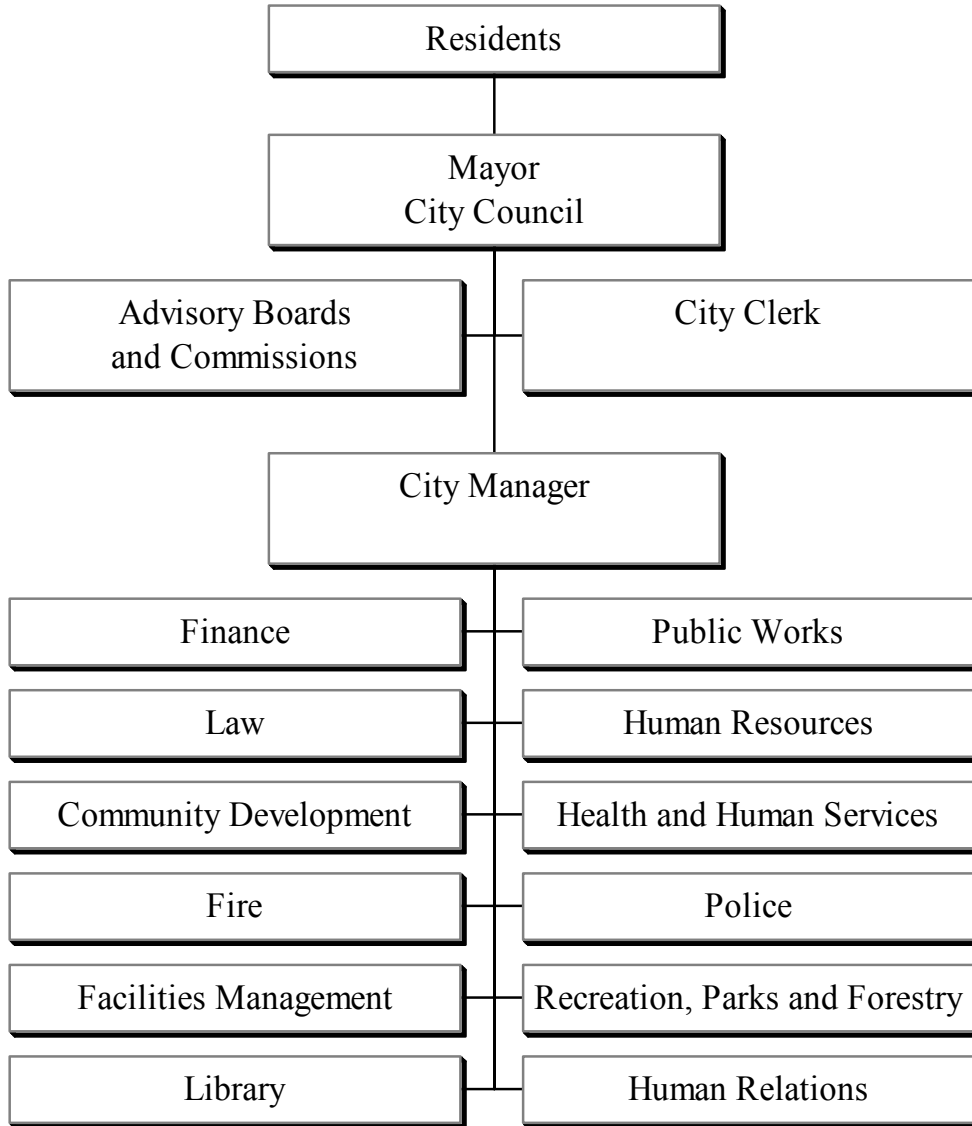 Residents
Mayor
City Council
Advisory Boards
and Commissions
City Clerk
City Manager
Finance
Public Works
Law
Human Resources
Community Development
Health and Human Services
Fire
Police
Facilities Management
Recreation, Parks and Forestry
Library
Human Relations